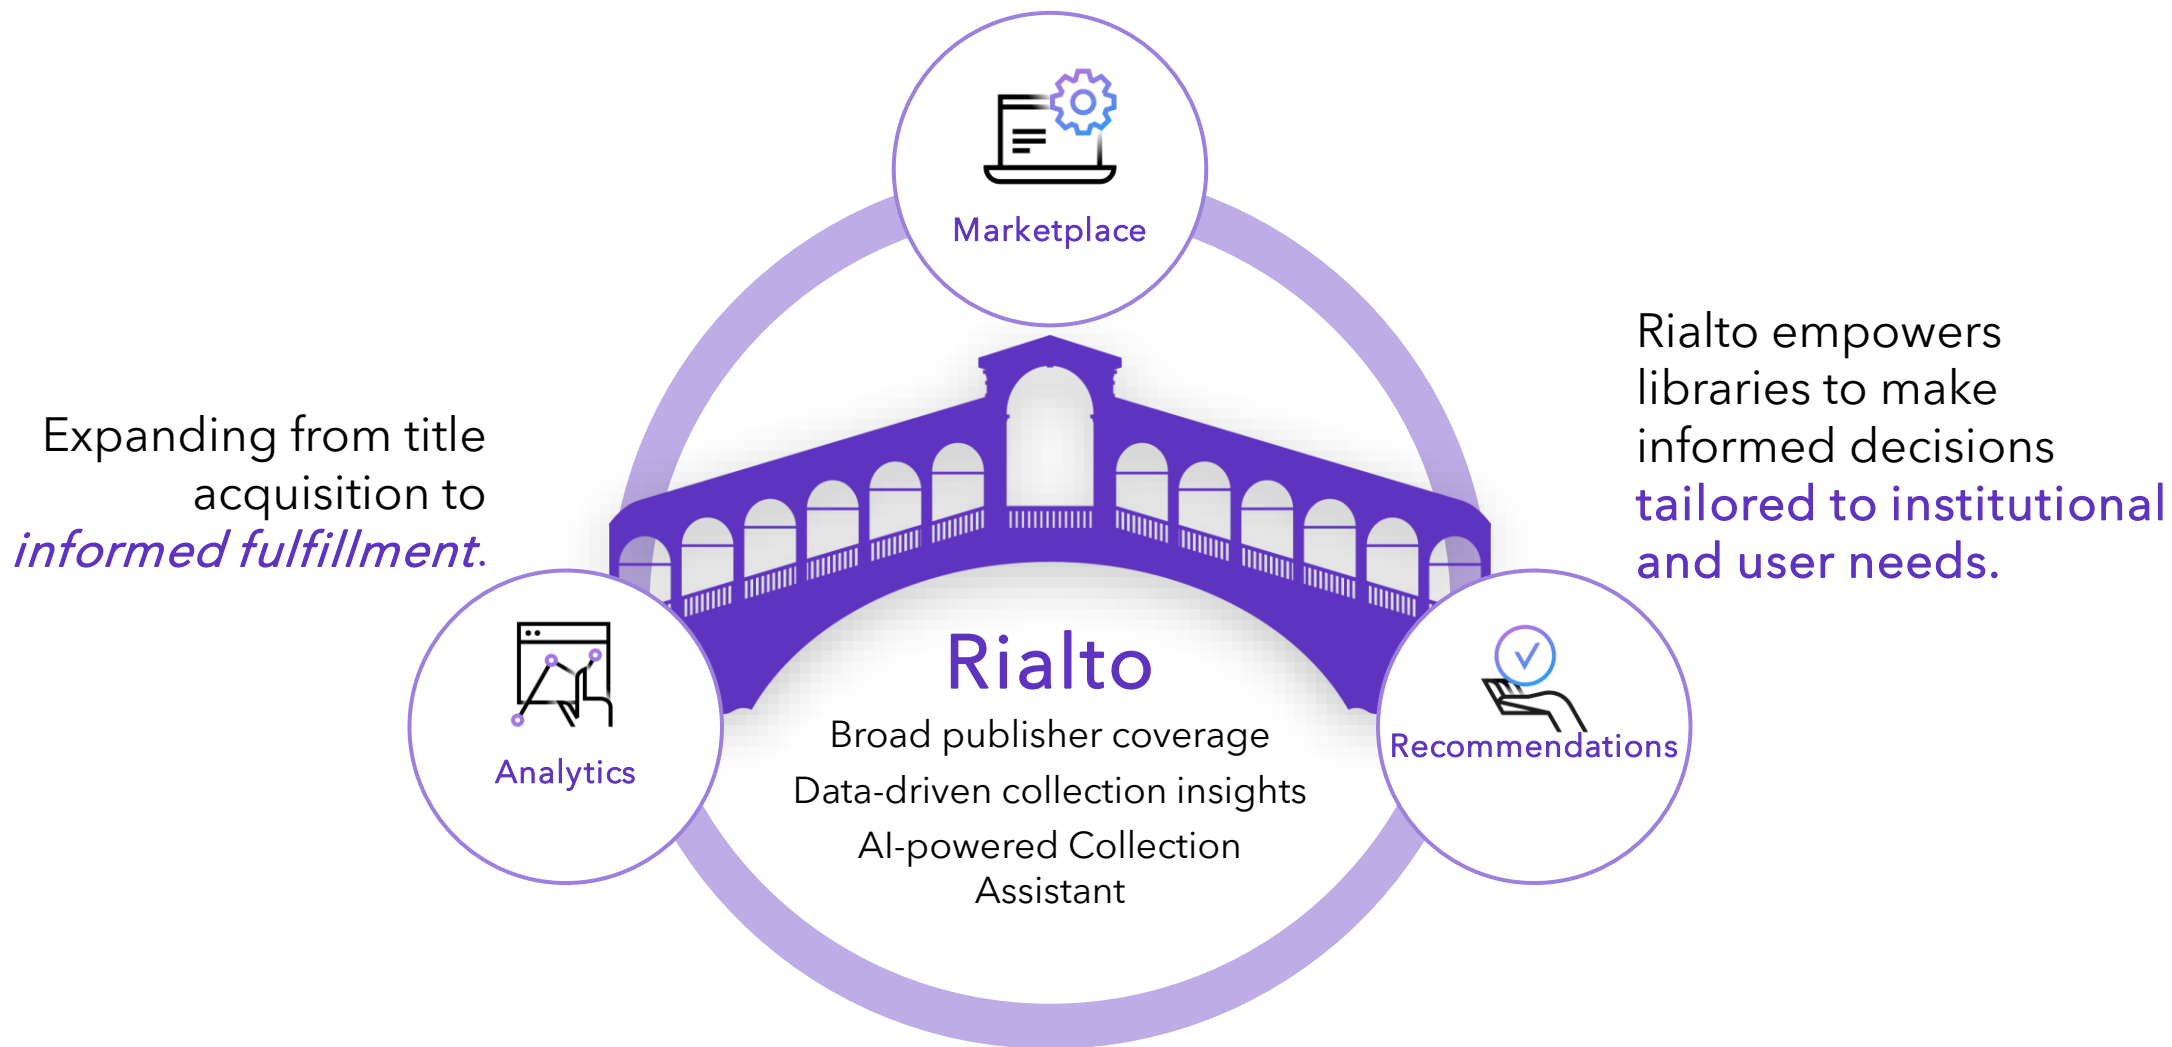 Marketplace
Expanding from title
acquisition to
informed fulfillment.
Rialto empowers
libraries to make
informed decisions
tailored to institutional
and user needs.
Analytics
Rialto
Broad publisher coverage
Data-driven collection insights
AI-powered Collection
Assistant
Recommendations